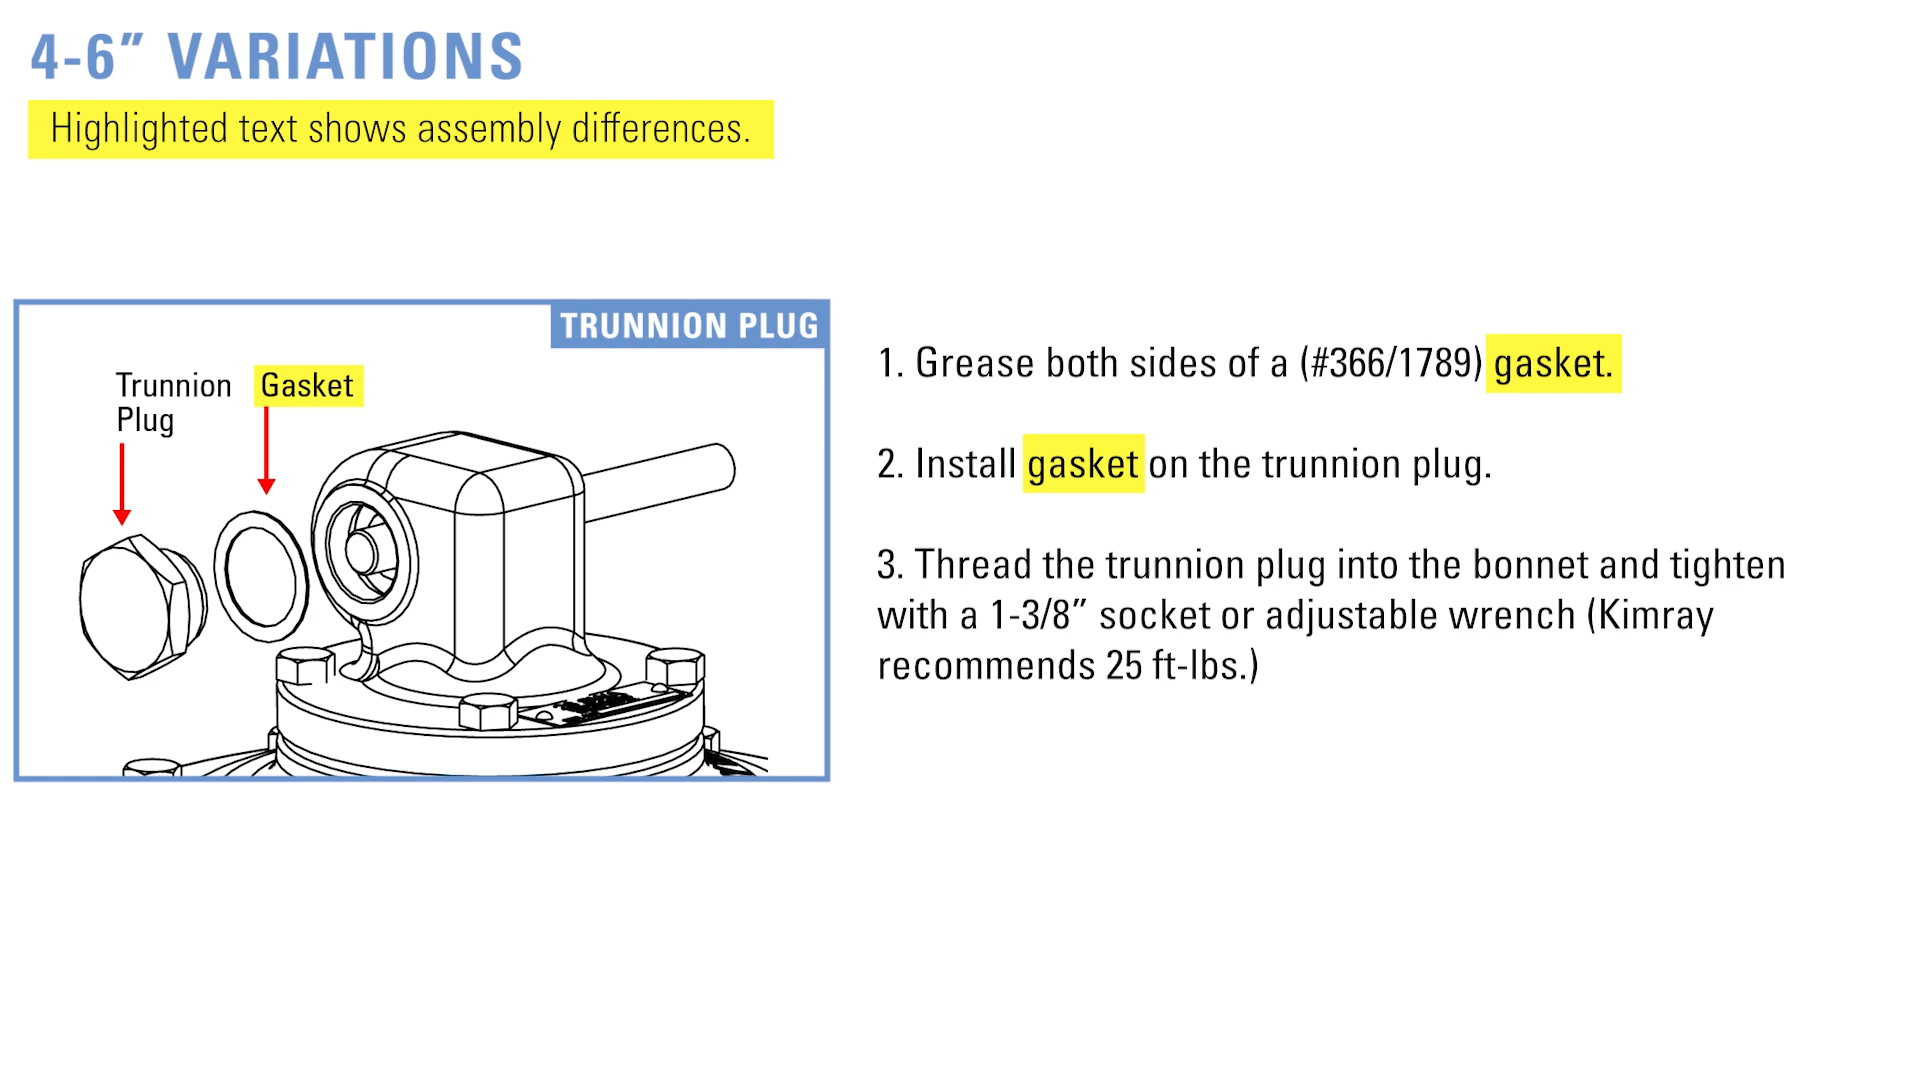 4-6” VARIATIONS
Highlighted text shows assembly differences.
TRUNNION PLUG
Trunnion
Plug
Gasket
1. Grease both sides of a (#366/1789) gasket.
2. Install gasket on the trunnion plug.
3. Thread the trunnion plug into the bonnet and tighten
with a 1-3/8” socket or adjustable wrench (Kimray
recommends 25 ft-lbs.)